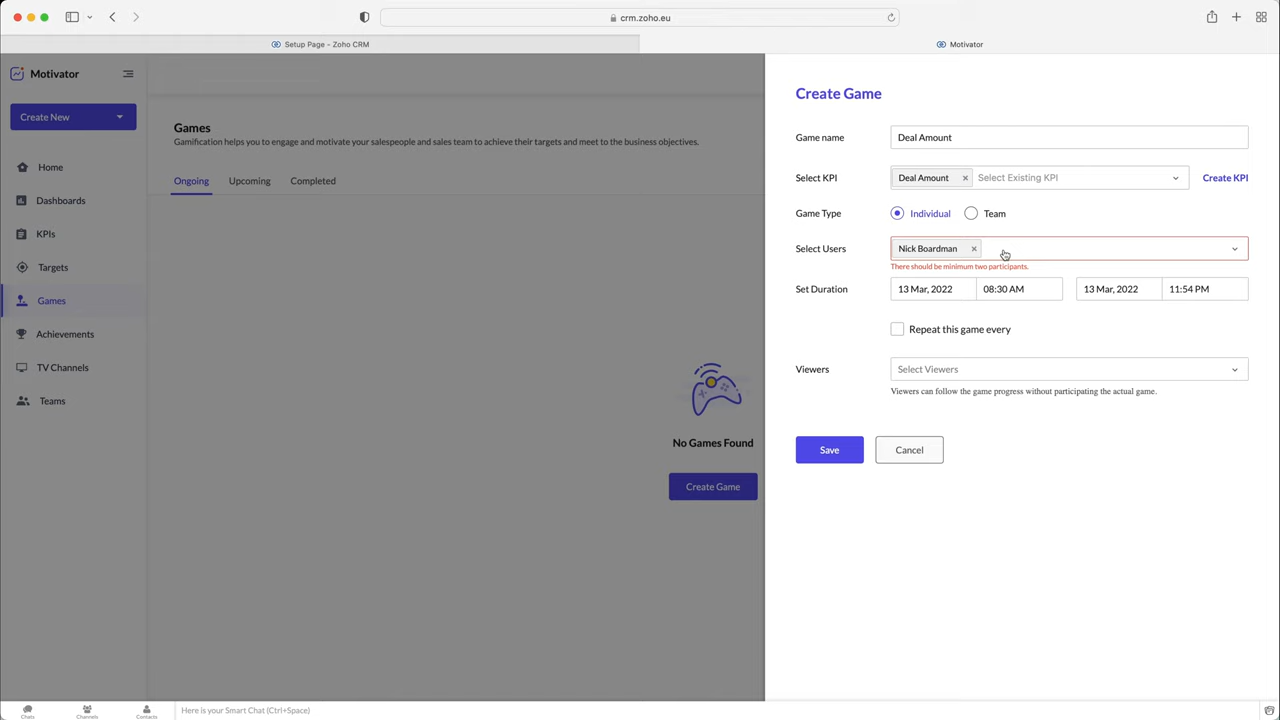 crm.zoho.eu
Setup Page - Zoho CRM
Motivator
Motivator
Create New
Home
Dashboards
KPIs
Targets
Games
Achievements
TV Channels
Teams
Games
Gamification helps you to engage and motivate your salespeople and sales team to achieve their targets and meet to the business objectives.
Ongoing Upcoming Completed
No Games Found
Create Game
Create Game
Game name Deal Amount
Select KPI Deal Amount × Select Existing KPI Create KPI
Game Type Individual Team
Select Users Nick Boardman ×
There should be minimum two participants.
Set Duration 13 Mar, 2022 08:30 AM 13 Mar, 2022 11:54 PM
Repeat this game every
Viewers Select Viewers
Viewers can follow the game progress without participating the actual game.
Save Cancel
Chats Channels Contacts Here is your Smart Chat (Ctrl+Space)